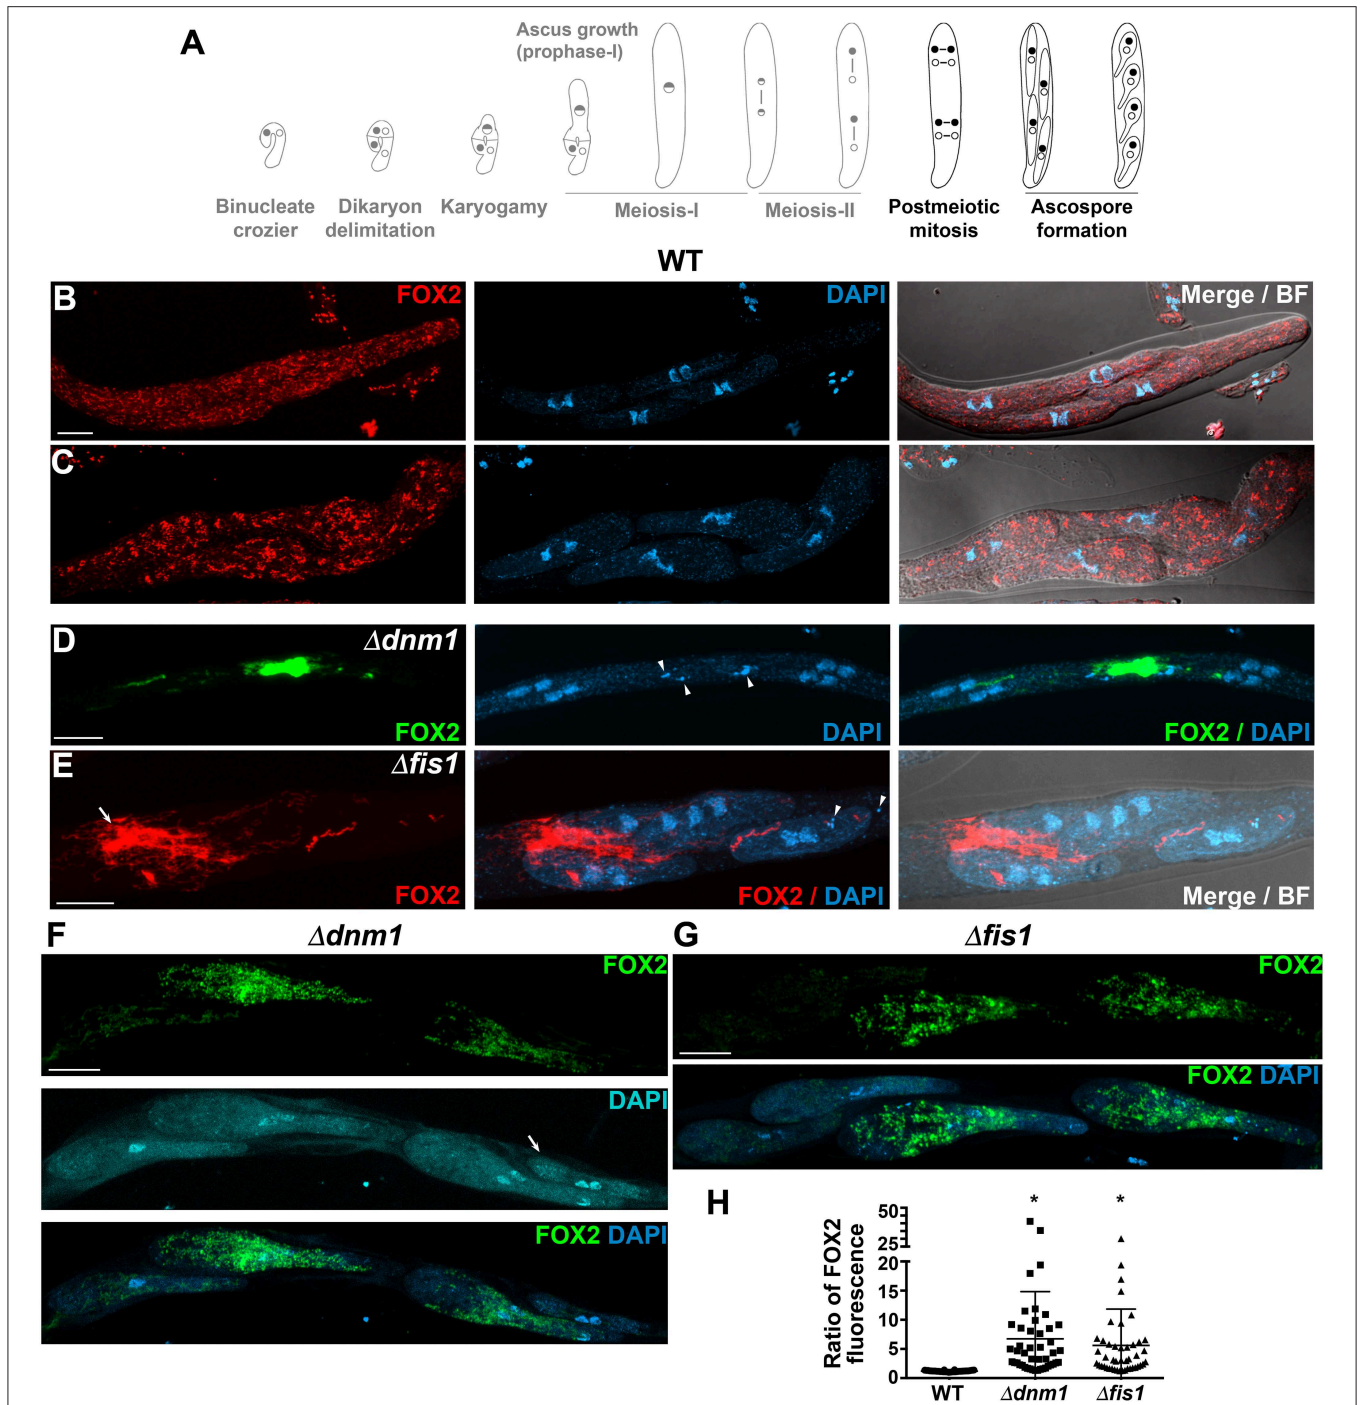 A
Ascus growth
(prophase-I)
Binucleate
crozier
Dikaryon
delimitation
Karyogamy
Meiosis-I
Meiosis-II
Postmeiotic
mitosis
Ascospore
formation
WT
B
FOX2
DAPI
Merge / BF
C
D
Δdnm1
FOX2
DAPI
FOX2 / DAPI
E
Δfis1
FOX2
FOX2 / DAPI
Merge / BF
F
Δdnm1
FOX2
DAPI
FOX2 DAPI
G
Δfis1
FOX2
FOX2 DAPI
H
Ratio of FOX2
fluorescence
50
25
20
15
10
5
0
* *
WT Δdnm1 Δfis1